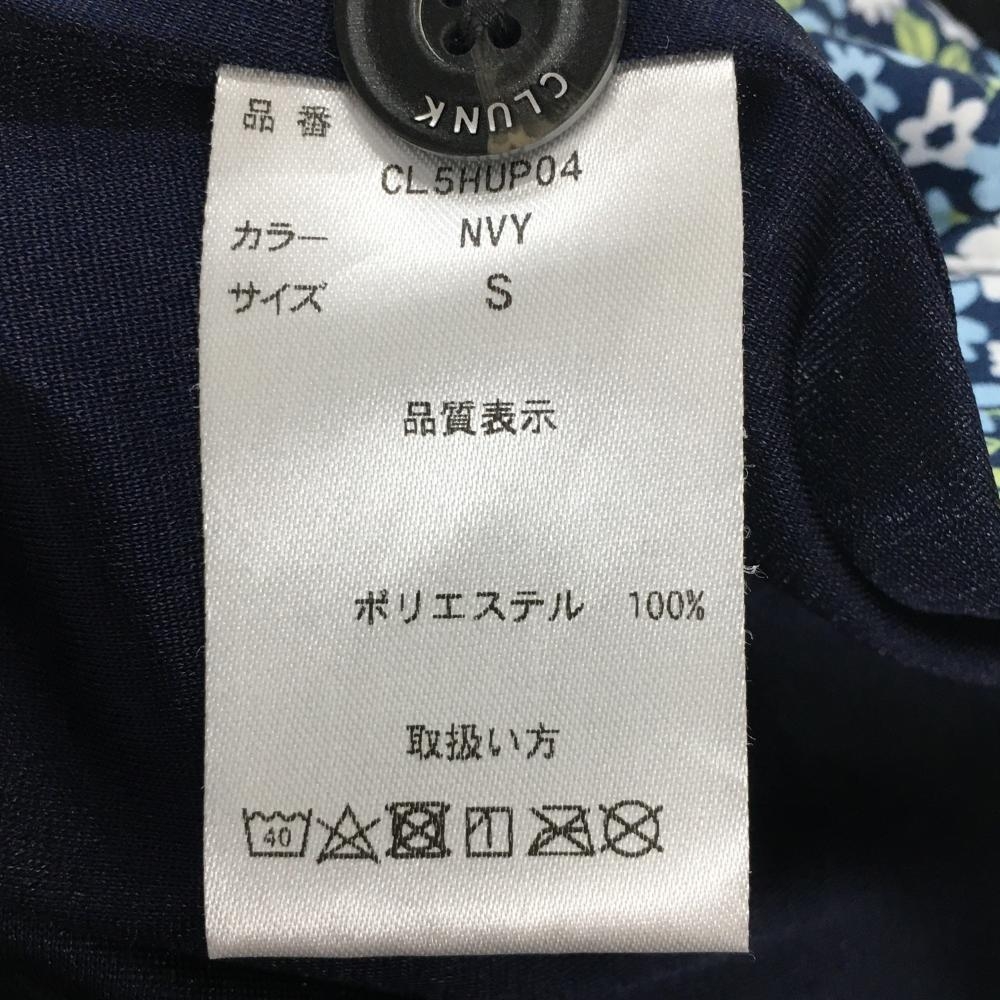 CLUNK
品番
CL5HUP04
カラー NVY
サイズ S
品質表示
ポリエステル 100%
取扱い方
40